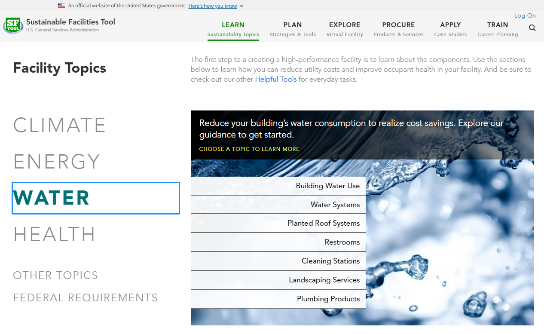 An official website of the United States government Here's how you know
SF TOOL
Sustainable Facilities Tool
U.S. General Services Administration
Log On
LEARN
Sustainability Topics
PLAN
Strategies & Tools
EXPLORE
Virtual Facility
PROCURE
Products & Services
APPLY
Case Studies
TRAIN
Career Planning
Facility Topics
The first step to a creating a high-performance facility is to learn about the components. Use the sections
below to learn how you can reduce utility costs and improve occupant health in your facility. And be sure to
check out our other Helpful Tools for everyday tasks.
CLIMATE
ENERGY
WATER
HEALTH
OTHER TOPICS
FEDERAL REQUIREMENTS
Reduce your building's water consumption to realize cost savings. Explore our
guidance to get started.
CHOOSE A TOPIC TO LEARN MORE
Building Water Use
Water Systems
Planted Roof Systems
Restrooms
Cleaning Stations
Landscaping Services
Plumbing Products